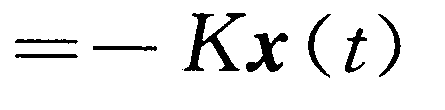 =− Kx(t)